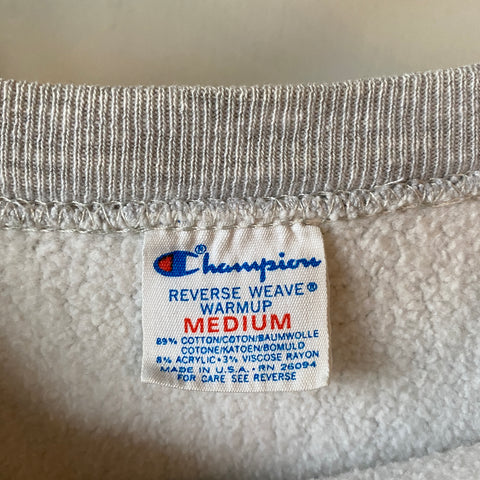 Champion®
REVERSE WEAVE®
WARMUP
MEDIUM
89% COTTON/COTON/BAUMWOLLE
COTONE/KATOEN/BOMULD
8% ACRYLIC•3% VISCOSE RAYON
MADE IN U.S.A. • RN 26094
FOR CARE SEE REVERSE